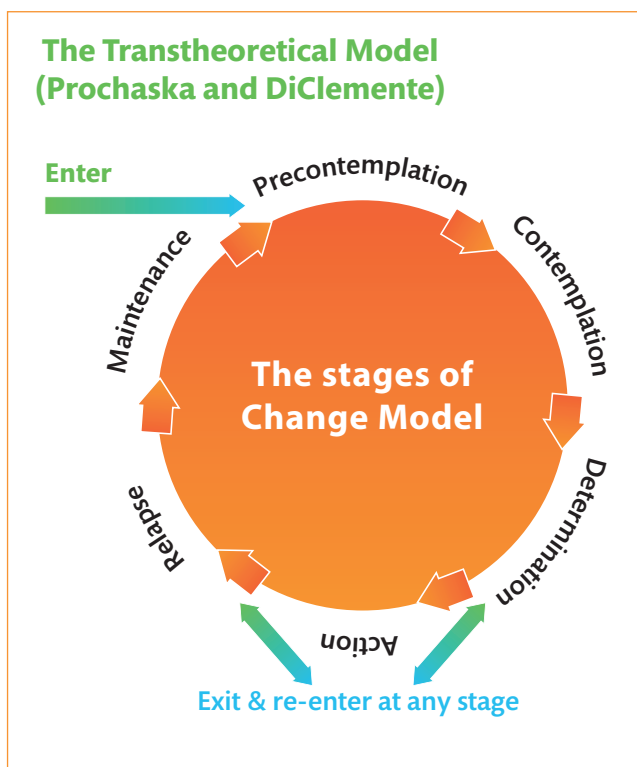 The Transtheoretical Model
(Prochaska and DiClemente)
Enter
Precontemplation
Contemplation
Determination
Action
Relapse
Maintenance
The stages of
Change Model
Exit & re-enter at any stage